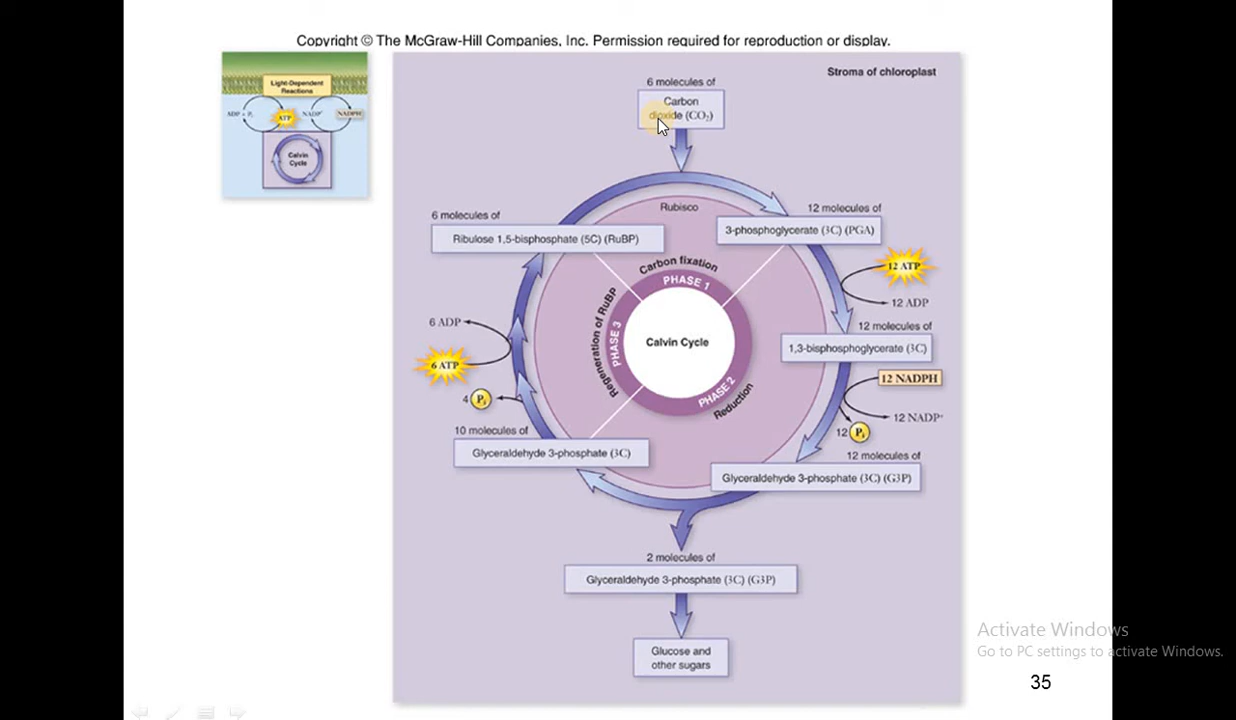 Copyright © The McGraw-Hill Companies, Inc. Permission required for reproduction or display.
Light-Dependent
Reactions
ADP + Pi
ATP
NADP+
NADPH
Calvin
Cycle
Stroma of chloroplast
6 molecules of
Carbon
dioxide (CO2)
Rubisco
6 molecules of
Ribulose 1,5-bisphosphate (5C) (RuBP)
12 molecules of
3-phosphoglycerate (3C) (PGA)
12 ATP
12 ADP
12 molecules of
1,3-bisphosphoglycerate (3C)
12 NADPH
12 NADP+
12 Pi
12 molecules of
Glyceraldehyde 3-phosphate (3C) (G3P)
Carbon fixation
PHASE 1
PHASE 2
Reduction
PHASE 3
Regeneration of RuBP
Calvin Cycle
6 ADP
6 ATP
4 Pi
10 molecules of
Glyceraldehyde 3-phosphate (3C)
2 molecules of
Glyceraldehyde 3-phosphate (3C) (G3P)
Glucose and
other sugars
Activate Windows
Go to PC settings to activate Windows.
35